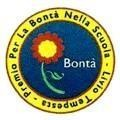 Premio Per La Bontà Nella Scuola - Livio Tempesta -
Bontà